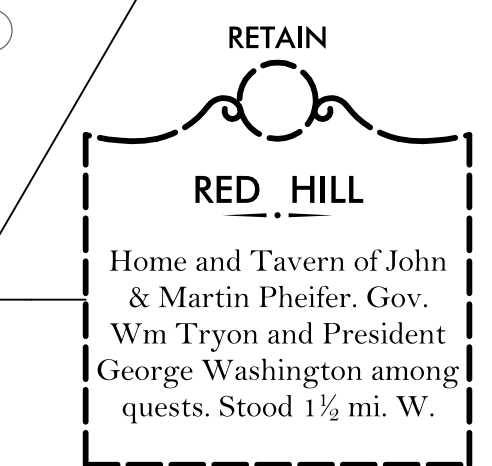 RETAIN
RED HILL
Home and Tavern of John
& Martin Pheifer. Gov.
Wm Tryon and President
George Washington among
quests. Stood 1½ mi. W.